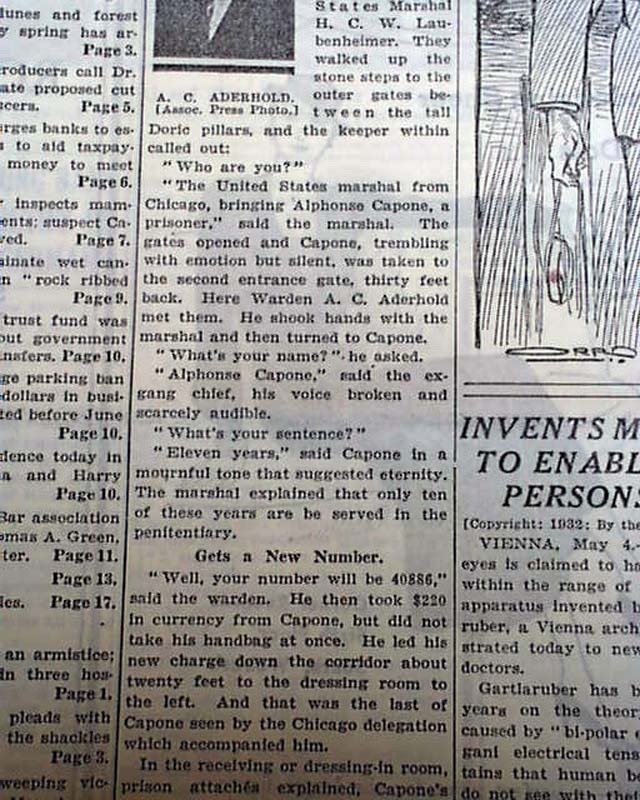 dunes and forest
spring has ar-
Page 3.
roducers call Dr.
ate proposed cut
cers. Page 5.
rges banks to es-
to aid taxpay-
money to meet
Page 6.
inspects mam-
ents; suspect Ca-
ved. Page 7.
inate wet can-
n "rock ribbed
Page 9.
trust fund was
out government
nsfers. Page 10.
ge parking ban
dollars in busi-
ted before June
Page 10.
dence today in
a and Harry
Page 10.
Bar association
omas A. Green,
ter. Page 11.
Page 13.
les. Page 17.
an armistice;
in three hos-
Page 1.
pleads with
the shackles
Page 3.
weeping vic-
A. C. ADERHOLD.
[Assoc. Press Photo.]
States Marshal
H. C. W. Lau-
benheimer. They
walked up the
stone steps to the
outer gates be-
tween the tall
Doric pillars, and the keeper within
called out:
"Who are you?"
"The United States marshal from
Chicago, bringing Alphonse Capone, a
prisoner," said the marshal. The
gates opened and Capone, trembling
with emotion but silent, was taken to
the second entrance gate, thirty feet
back. Here Warden A. C. Aderhold
met them. He shook hands with the
marshal and then turned to Capone.
"What's your name?" he asked.
"Alphonse Capone," said the ex-
gang chief, his voice broken and
scarcely audible.
"What's your sentence?"
"Eleven years," said Capone in a
mournful tone that suggested eternity.
The marshal explained that only ten
of these years are be served in the
penitentiary.
Gets a New Number.
"Well, your number will be 40886,"
said the warden. He then took $220
in currency from Capone, but did not
take his handbag at once. He led his
new charge down the corridor about
twenty feet to the dressing room to
the left. And that was the last of
Capone seen by the Chicago delegation
which accompanied him.
In the receiving or dressing-in room,
prison attachés explained, Capone's
ORR
INVENTS M
TO ENABL
PERSONS
[Copyright: 1932: By the
VIENNA, May 4.-
eyes is claimed to ha
within the range of
apparatus invented b
ruber, a Vienna arch
strated today to new
doctors.
Gartlaruber has b
years on the theory
caused by "bi-polar
gani electrical tens
tains that human b
do not see with thei